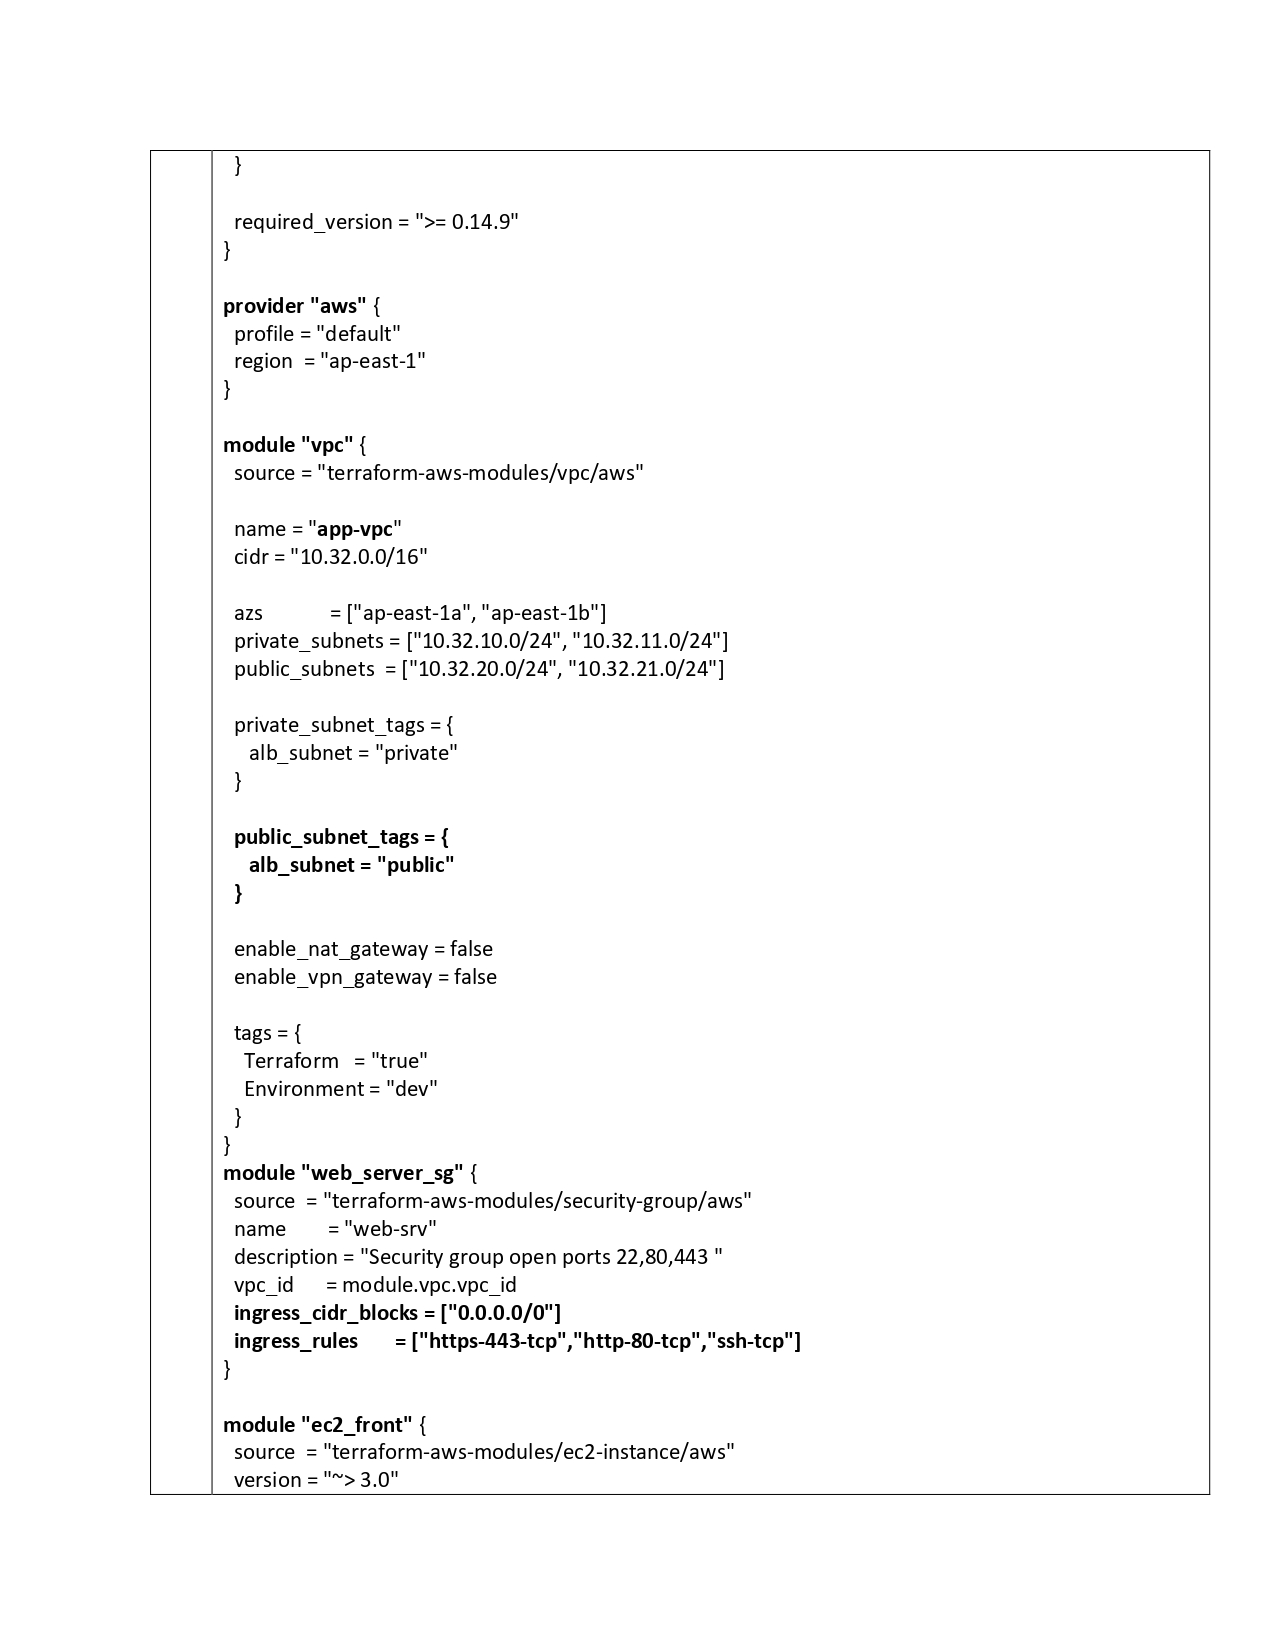 }
required_version = ">= 0.14.9"
}
provider "aws" {
profile = "default"
region  = "ap-east-1"
}
module "vpc" {
source = "terraform-aws-modules/vpc/aws"
name = "app-vpc"
cidr = "10.32.0.0/16"
azs             = ["ap-east-1a", "ap-east-1b"]
private_subnets = ["10.32.10.0/24", "10.32.11.0/24"]
public_subnets  = ["10.32.20.0/24", "10.32.21.0/24"]
private_subnet_tags = {
alb_subnet = "private"
}
public_subnet_tags = {
alb_subnet = "public"
}
enable_nat_gateway = false
enable_vpn_gateway = false
tags = {
Terraform   = "true"
Environment = "dev"
}
}
module "web_server_sg" {
source  = "terraform-aws-modules/security-group/aws"
name        = "web-srv"
description = "Security group open ports 22,80,443 "
vpc_id      = module.vpc.vpc_id
ingress_cidr_blocks = ["0.0.0.0/0"]
ingress_rules       = ["https-443-tcp","http-80-tcp","ssh-tcp"]
}
module "ec2_front" {
source  = "terraform-aws-modules/ec2-instance/aws"
version = "~> 3.0"